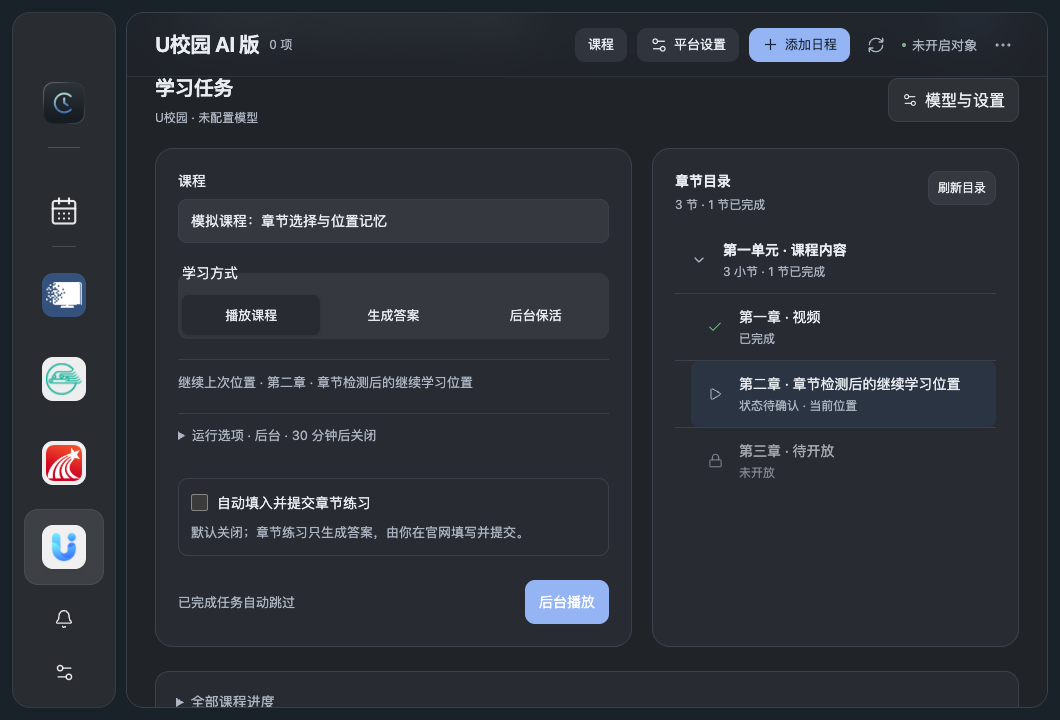 U校园 AI 版 0 项
课程
平台设置
添加日程
未开启对象
学习任务
U校园 · 未配置模型
模型与设置
课程
模拟课程：章节选择与位置记忆
学习方式
播放课程
生成答案
后台保活
继续上次位置 · 第二章 · 章节检测后的继续学习位置
运行选项 · 后台 · 30 分钟后关闭
自动填入并提交章节练习
默认关闭；章节练习只生成答案，由你在官网填写并提交。
已完成任务自动跳过
后台播放
章节目录
3 节 · 1 节已完成
刷新目录
第一单元 · 课程内容
3 小节 · 1 节已完成
第一章 · 视频
已完成
第二章 · 章节检测后的继续学习位置
状态待确认 · 当前位置
第三章 · 待开放
未开放
全部课程进度